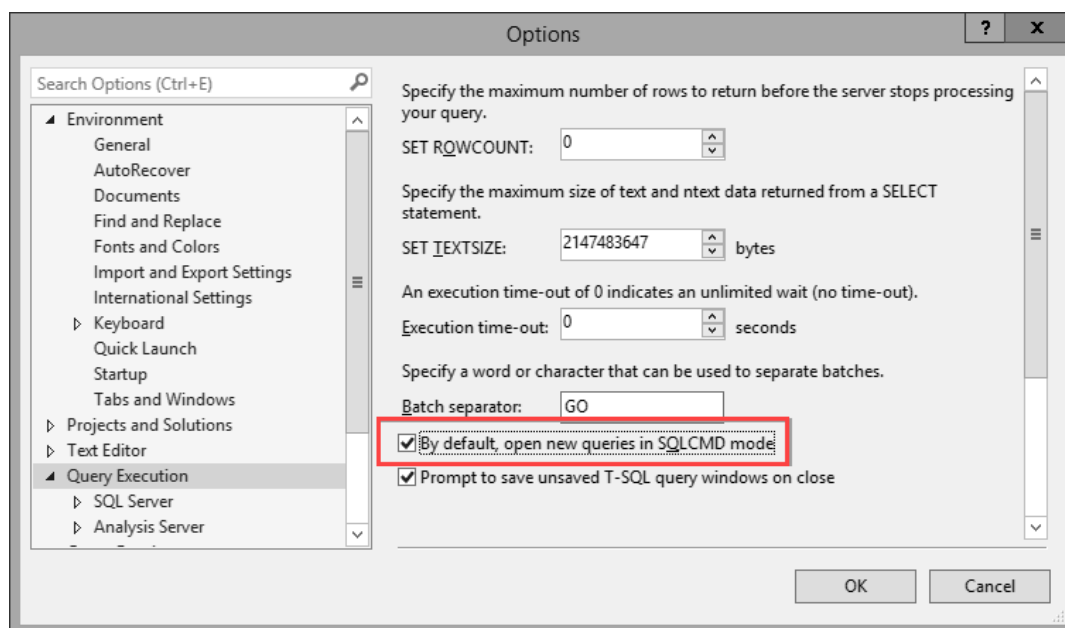 Options
? x
Search Options (Ctrl+E)
Environment
General
AutoRecover
Documents
Find and Replace
Fonts and Colors
Import and Export Settings
International Settings
Keyboard
Quick Launch
Startup
Tabs and Windows
Projects and Solutions
Text Editor
Query Execution
SQL Server
Analysis Server
Specify the maximum number of rows to return before the server stops processing
your query.
SET ROWCOUNT: 0
Specify the maximum size of text and ntext data returned from a SELECT
statement.
SET TEXTSIZE: 2147483647 bytes
An execution time-out of 0 indicates an unlimited wait (no time-out).
Execution time-out: 0 seconds
Specify a word or character that can be used to separate batches.
Batch separator: GO
By default, open new queries in SQLCMD mode
Prompt to save unsaved T-SQL query windows on close
OK Cancel